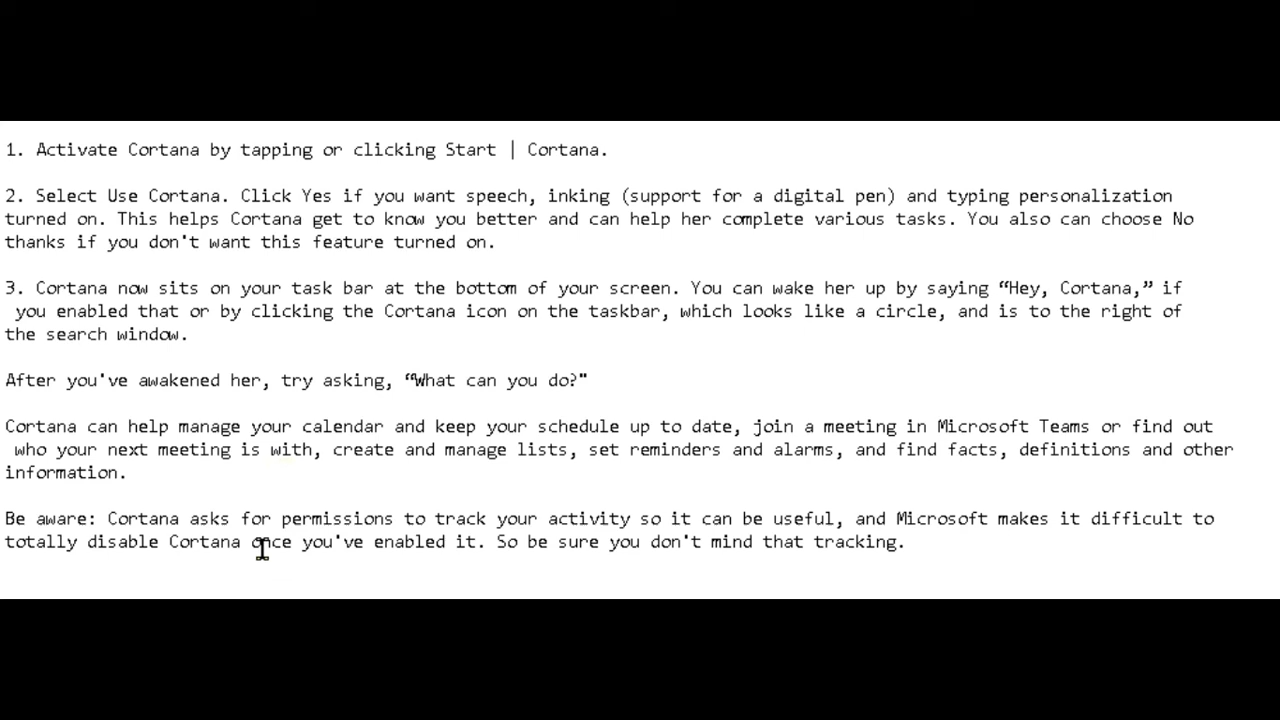 1. Activate Cortana by tapping or clicking Start | Cortana.
2. Select Use Cortana. Click Yes if you want speech, inking (support for a digital pen) and typing personalization
turned on. This helps Cortana get to know you better and can help her complete various tasks. You also can choose No
thanks if you don't want this feature turned on.
3. Cortana now sits on your task bar at the bottom of your screen. You can wake her up by saying “Hey, Cortana,” if
you enabled that or by clicking the Cortana icon on the taskbar, which looks like a circle, and is to the right of
the search window.
After you've awakened her, try asking, “What can you do?"
Cortana can help manage your calendar and keep your schedule up to date, join a meeting in Microsoft Teams or find out
who your next meeting is with, create and manage lists, set reminders and alarms, and find facts, definitions and other
information.
Be aware: Cortana asks for permissions to track your activity so it can be useful, and Microsoft makes it difficult to
totally disable Cortana once you've enabled it. So be sure you don't mind that tracking.